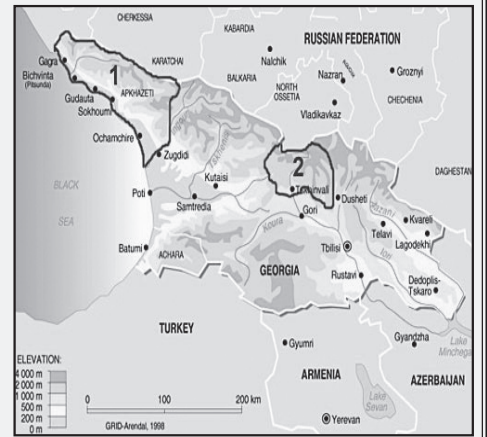 CHERKESSIA
KABARDIA
RUSSIAN FEDERATION
Gagra
1
KARATCHAI
Nalchik
Bichvinta
(Pitsunda)
APKHAZETI
BALKARIA
NORTH
OSSETIA
Nazran
Groznyi
Gudauta
Sokhoumi
Vladikavkaz
CHECHENIA
Ochamchire
Zugdidi
2
DAGHESTAN
BLACK
SEA
Kutaisi
Tskhinvali
Dusheti
Poti
Samtredia
Gori
Kvareli
Telavi
Lagodekhi
Batumi
ACHARA
Tbilisi
GEORGIA
Rustavi
Dedoplis-
Tskaro
TURKEY
Gyumri
Gyandzha
Lake
Mincheg
ELEVATION:
4 000 m
2 000 m
1 000 m
500 m
200 m
0 m
0
100
200 km
ARMENIA
AZERBAIJAN
Lake
Sevan
GRID-Arendal, 1998
Yerevan